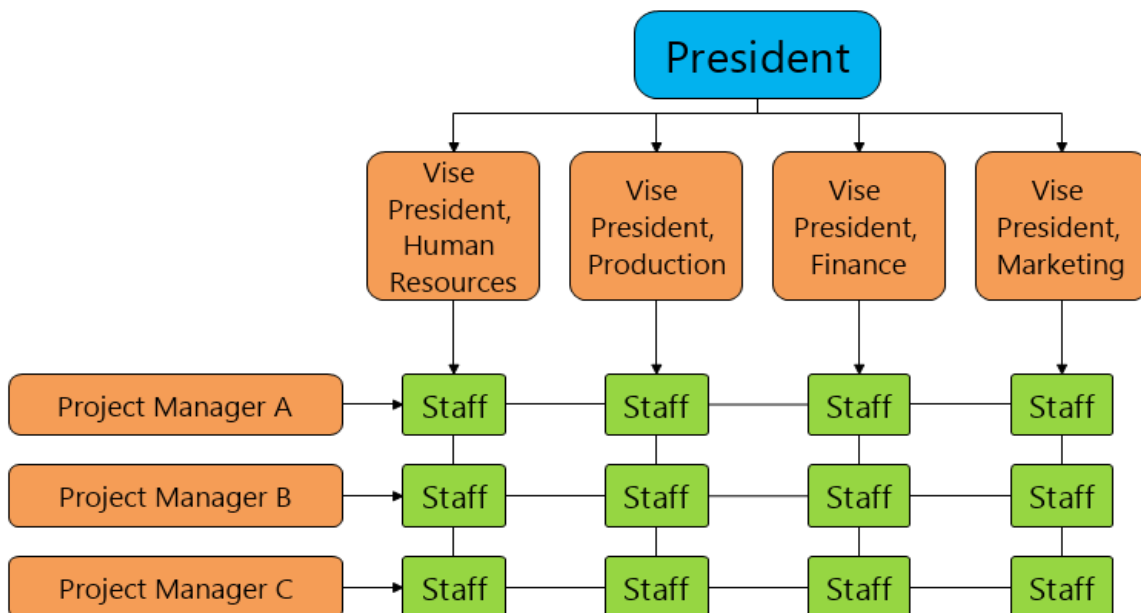 President
Vise
President,
Human
Resources
Vise
President,
Production
Vise
President,
Finance
Vise
President,
Marketing
Project Manager A
Staff
Staff
Staff
Staff
Project Manager B
Staff
Staff
Staff
Staff
Project Manager C
Staff
Staff
Staff
Staff